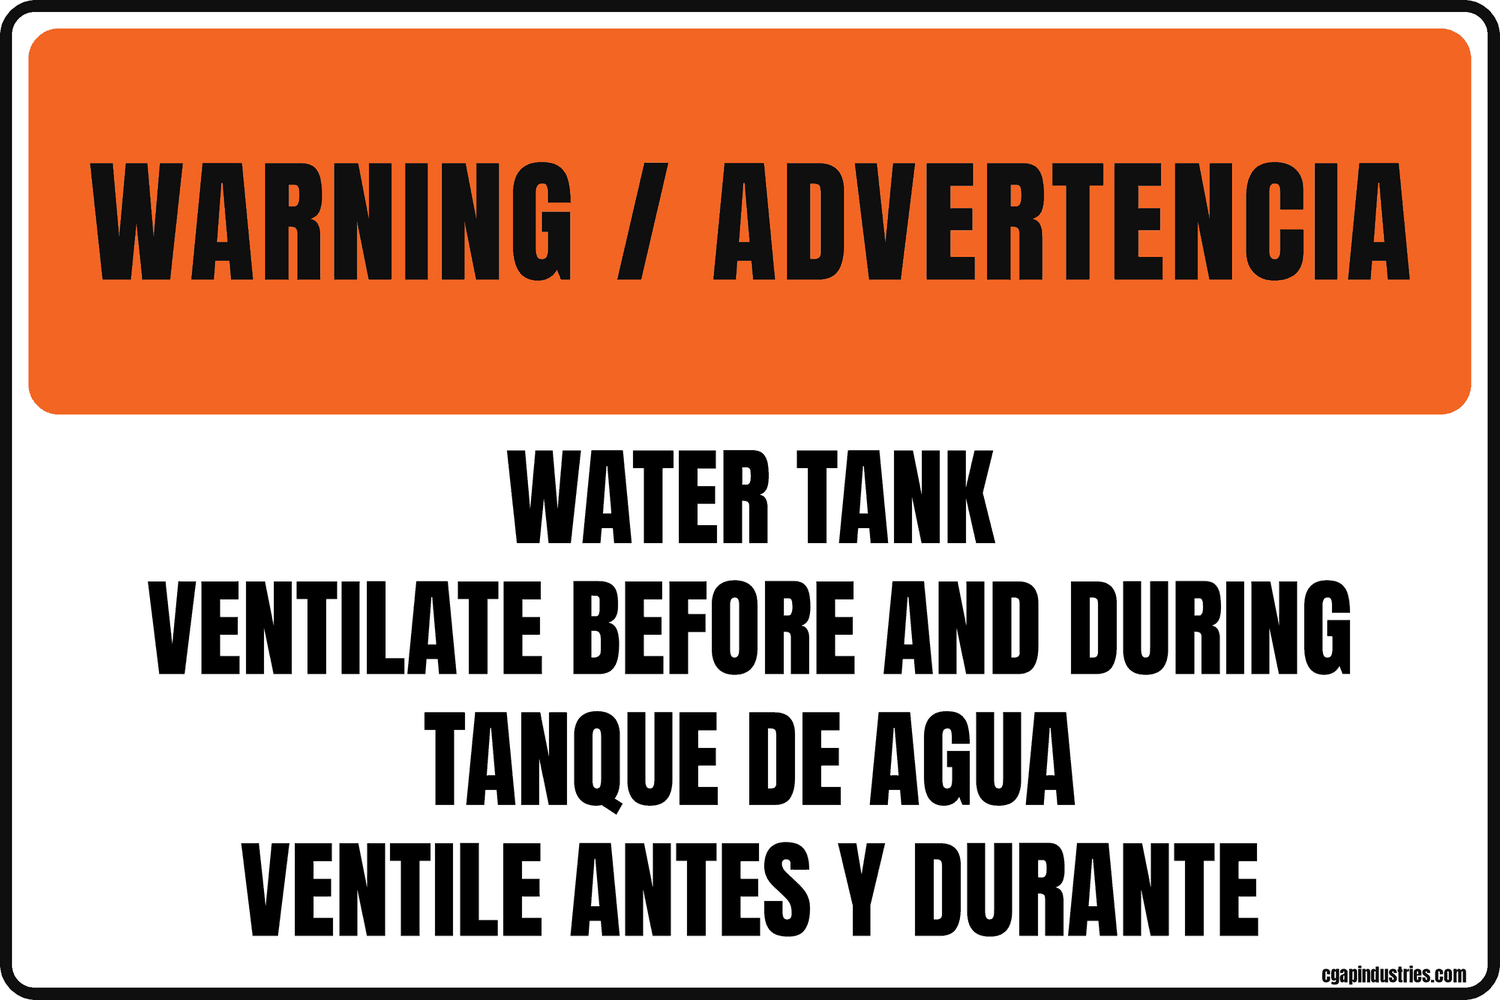 WARNING / ADVERTENCIA
WATER TANK
VENTILATE BEFORE AND DURING
TANQUE DE AGUA
VENTILE ANTES Y DURANTE
cgapindustries.com